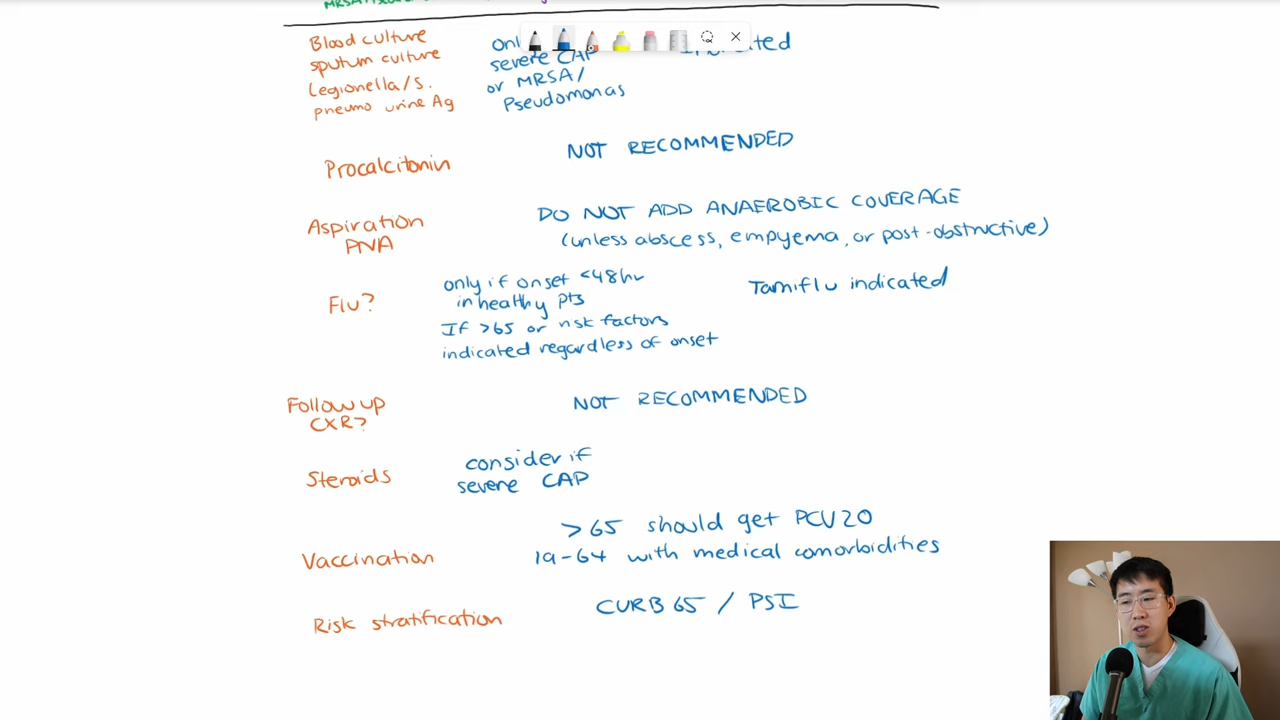 Blood culture
sputum culture
Legionella/S.
pneumo urine Ag
severe CAP
or MRSA/
Pseudomonas
Procalcitonin
NOT RECOMMENDED
Aspiration
PNA
DO NOT ADD ANAEROBIC COVERAGE
(unless abscess, empyema, or post-obstructive)
Flu?
only if onset <48hr
in healthy pts
If >65 or risk factors
indicated regardless of onset
Tamiflu indicated
Follow up
CXR?
NOT RECOMMENDED
Steroids
consider if
severe CAP
Vaccination
>65 should get PCV20
19-64 with medical comorbidities
Risk stratification
CURB65 / PSI